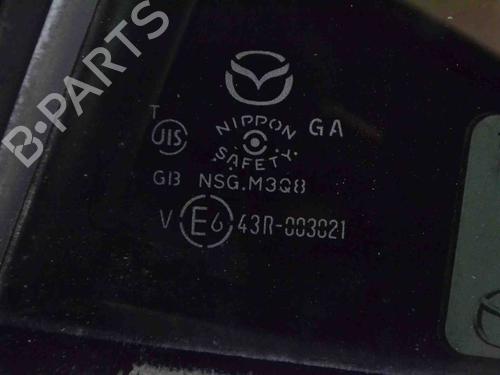 B-PARTS
T
JIS
NIPPON GA
SAFETY
GB NSG.M3Q8
V E6 43R-003021